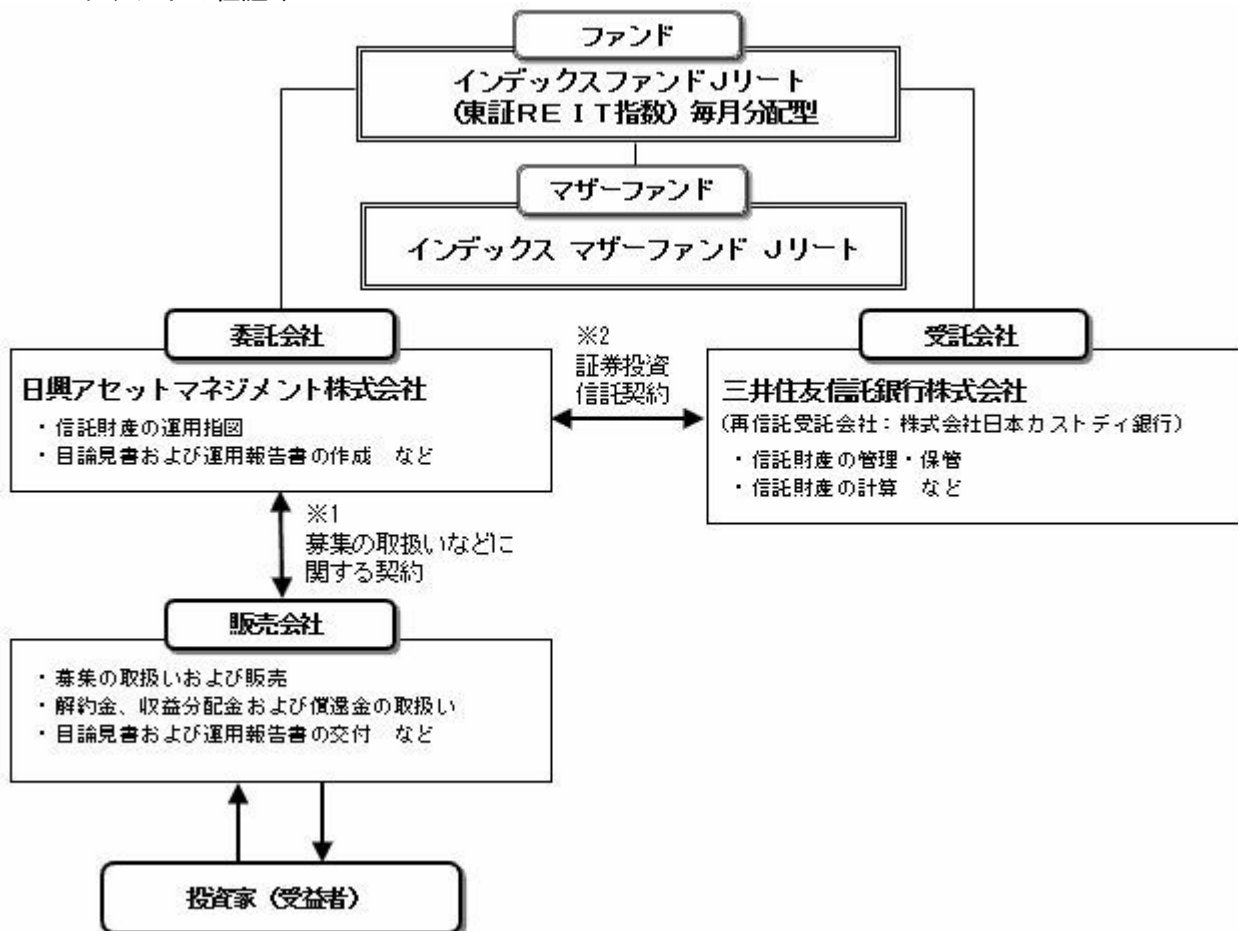 ファンド
インデックスファンドJリート
(東証REIT指数)毎月分配型
マザーファンド
インデックス マザーファンド Jリート
委託会社
日興アセットマネジメント株式会社
・信託財産の運用指図
・目論見書および運用報告書の作成 など
※2
証券投資
信託契約
受託会社
三井住友信託銀行株式会社
(再信託受託会社:株式会社日本カストディ銀行)
・信託財産の管理・保管
・信託財産の計算 など
※1
募集の取扱いなどに
関する契約
販売会社
・募集の取扱いおよび販売
・解約金、収益分配金および償還金の取扱い
・目論見書および運用報告書の交付 など
投資家(受益者)